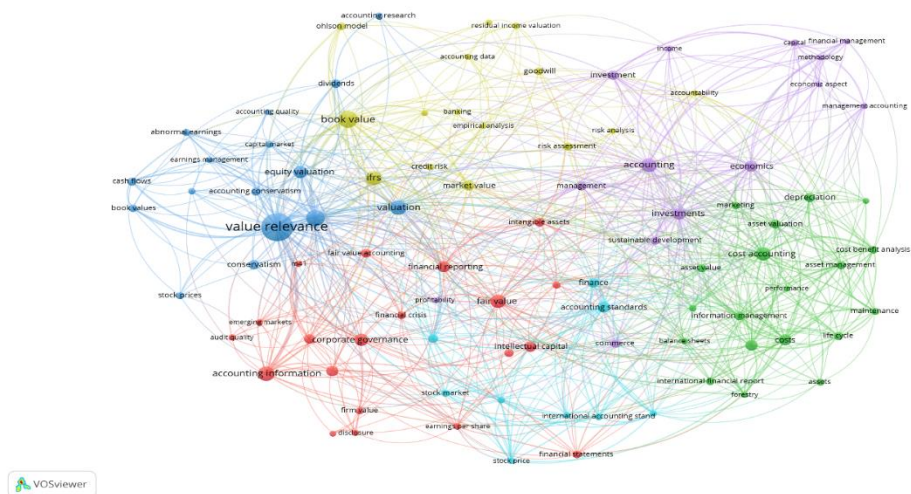 accounting research
ohlson model
residual income valuation
capital
financial management
income
methodology
accounting data
goodwill
investment
economic aspect
dividends
accountability
management accounting
accounting quality
book value
banking
empirical analysis
risk analysis
abnormal earnings
capital market
risk assessment
earnings management
credit risk
accounting
economics
equity valuation
ifrs
cash flows
market value
management
accounting conservatism
depreciation
marketing
book values
valuation
investments
intangible assets
asset valuation
value relevance
sustainable development
fair value accounting
cost benefit analysis
cost accounting
conservatism
m41
financial reporting
asset value
asset management
finance
performance
stock prices
profitability
fair value
accounting standards
maintenance
financial crisis
information management
emerging markets
audit quality
corporate governance
intellectual capital
commerce
balance sheets
costs
life cycle
accounting information
international financial report
assets
stock market
forestry
firm value
international accounting stand
earnings per share
disclosure
financial statements
stock price
VOSviewer